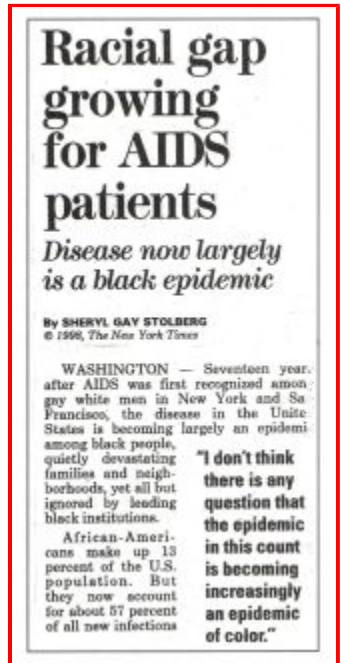 Racial gap
growing
for AIDS
patients
Disease now largely
is a black epidemic
By SHERYL GAY STOLBERG
© 1998, The New York Times
WASHINGTON — Seventeen year
after AIDS was first recognized amon
gay white men in New York and Sa
Francisco, the disease in the Unite
States is becoming largely an epidemi
among black people,
quietly devastating
families and neigh-
borhoods, yet all but
ignored by leading
black institutions.
African-Ameri-
cans make up 13
percent of the U.S.
population. But
they now account
for about 57 percent
of all new infections
"I don't think
there is any
question that
the epidemic
in this count
is becoming
increasingly
an epidemic
of color."